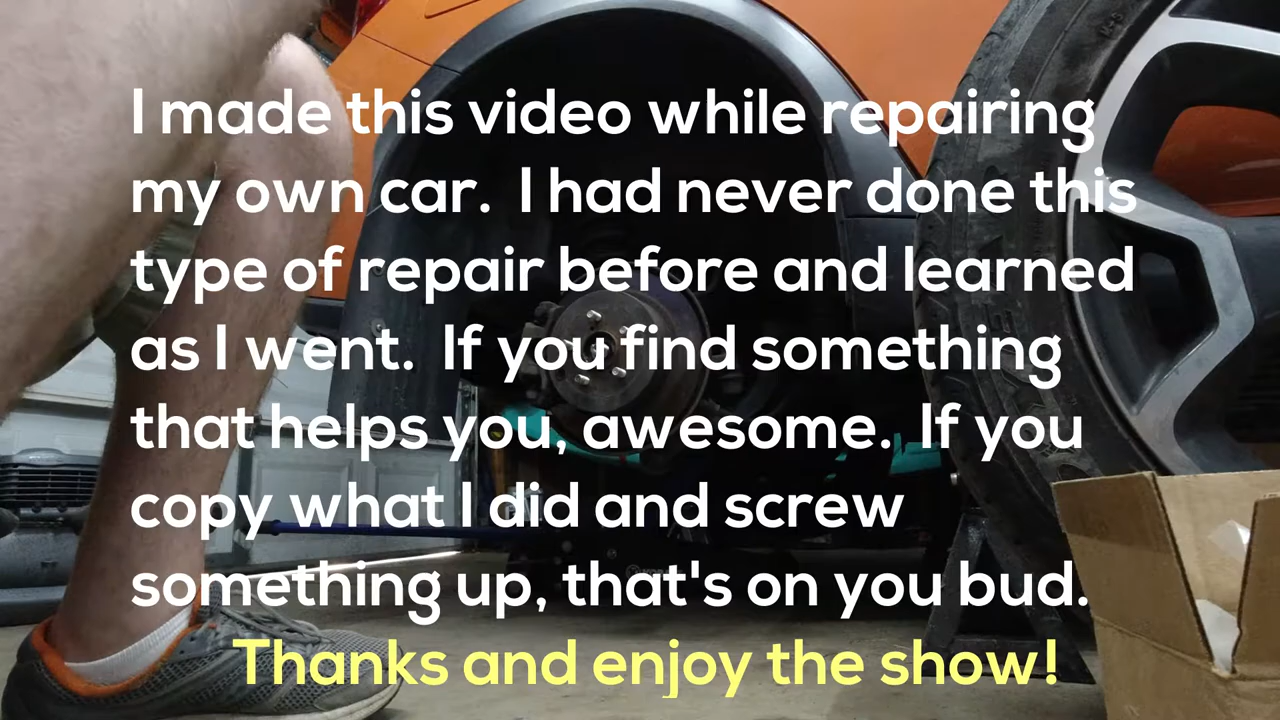 I made this video while repairing
my own car.  I had never done this
type of repair before and learned
as I went.  If you find something
that helps you, awesome.  If you
copy what I did and screw
something up, that's on you bud.
Thanks and enjoy the show!